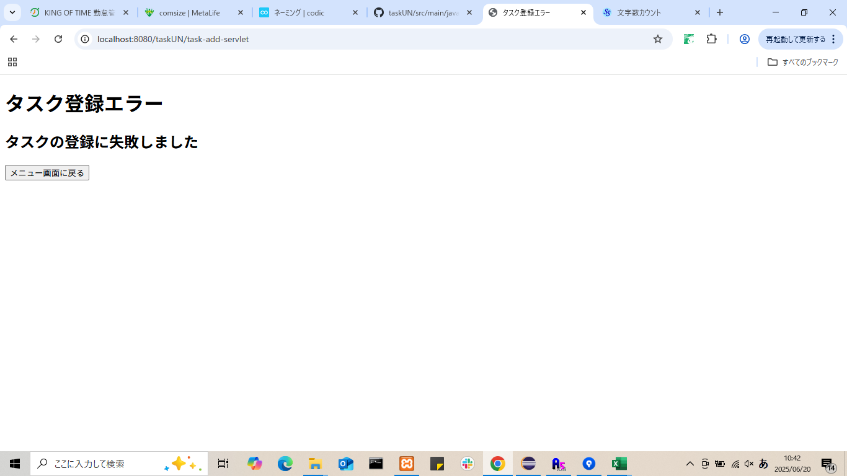 KING OF TIME 勤怠管
comsize | MetaLife
ネーミング | codic
taskUN/src/main/java
タスク登録エラー
文字数カウント
localhost:8080/taskUN/task-add-servlet
再起動して更新する
すべてのブックマーク
タスク登録エラー
タスクの登録に失敗しました
メニュー画面に戻る
ここに入力して検索
あ
10:42
2025/06/20
14